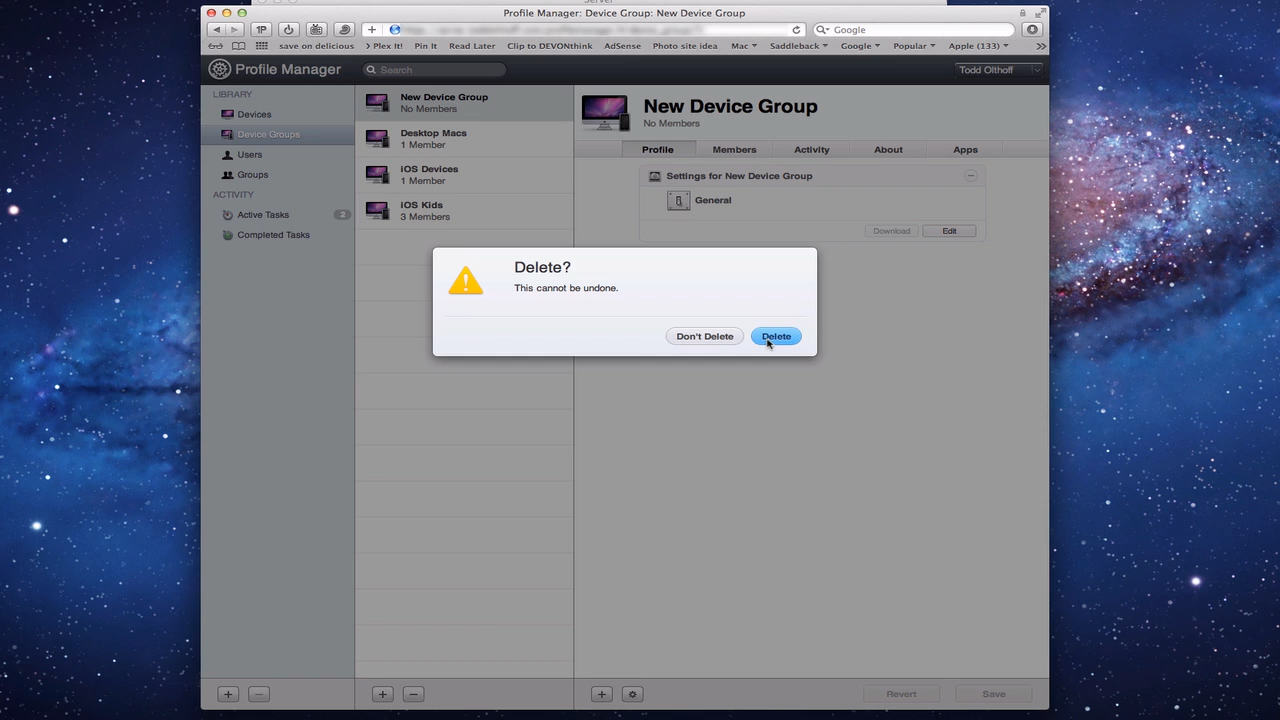 Server
Profile Manager: Device Group: New Device Group
1P
Google
save on delicious
> Plex It!
Pin It
Read Later
Clip to DEVONthink
AdSense
Photo site idea
Mac
Saddleback
Google
Popular
Apple (133)
Profile Manager
Search
Todd Olthoff
LIBRARY
Devices
Device Groups
Users
Groups
ACTIVITY
Active Tasks
2
Completed Tasks
New Device Group
No Members
Desktop Macs
1 Member
iOS Devices
1 Member
iOS Kids
3 Members
New Device Group
No Members
Profile
Members
Activity
About
Apps
Settings for New Device Group
General
Download
Edit
Delete?
This cannot be undone.
Don't Delete
Delete
Revert
Save